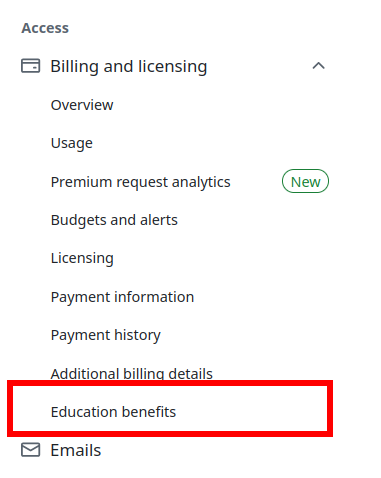 Access
Billing and licensing
Overview
Usage
Premium request analytics New
Budgets and alerts
Licensing
Payment information
Payment history
Additional billing details
Education benefits
Emails